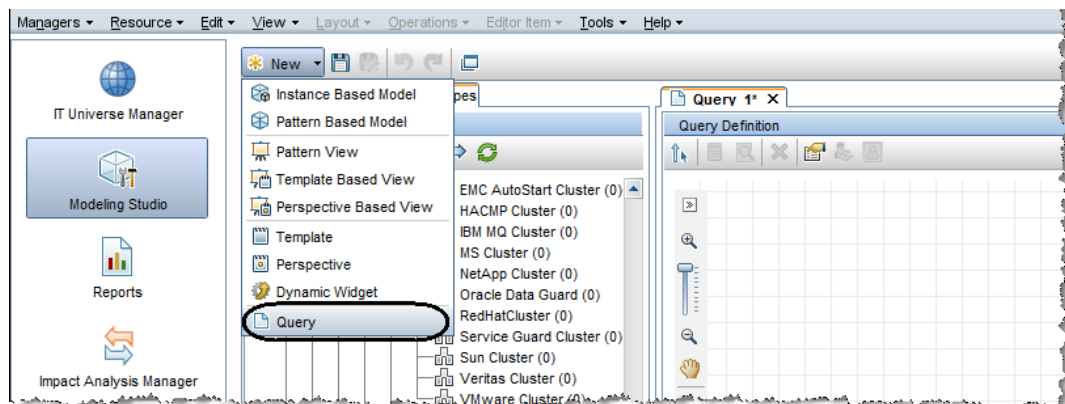 Managers Resource Edit View Layout Operations Editor Item Tools Help
New
IT Universe Manager
Modeling Studio
Reports
Impact Analysis Manager
Instance Based Model
Pattern Based Model
Pattern View
Template Based View
Perspective Based View
Template
Perspective
Dynamic Widget
Query
pes
EMC AutoStart Cluster (0)
HACMP Cluster (0)
IBM MQ Cluster (0)
MS Cluster (0)
NetApp Cluster (0)
Oracle Data Guard (0)
RedHatCluster (0)
Service Guard Cluster (0)
Sun Cluster (0)
Veritas Cluster (0)
VMware Cluster (0)
Query 1* X
Query Definition